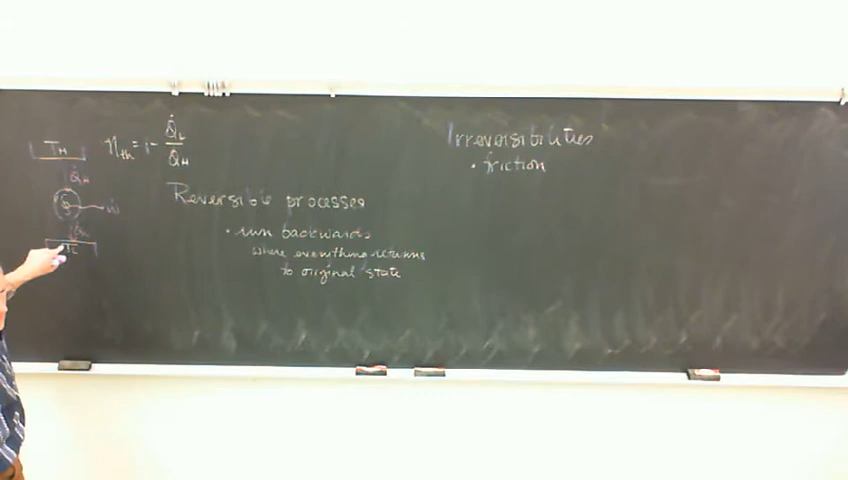 T_H
Q̇_H
Ẇ
η_th = 1 - Q̇_L / Q̇_H
Reversible processes
• run backwards
where everything returns
to original state
Irreversibilities
• friction